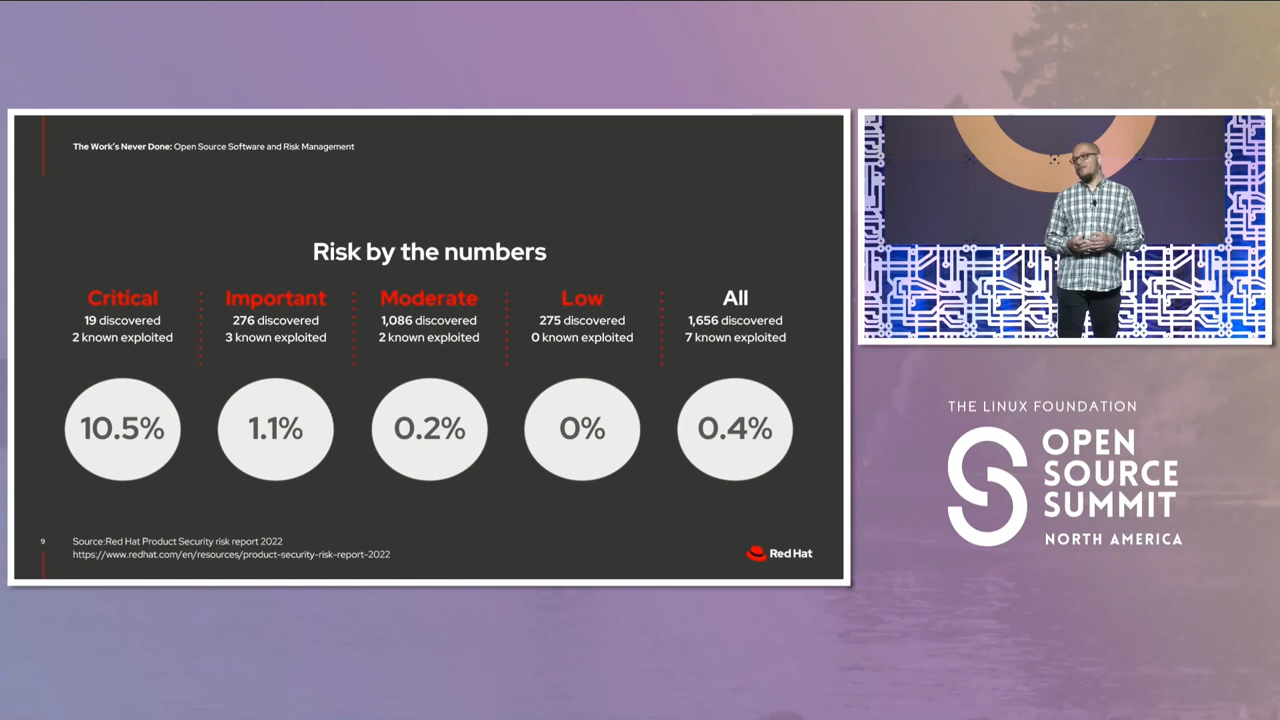 The Work's Never Done: Open Source Software and Risk Management
Risk by the numbers
Critical
19 discovered
2 known exploited
10.5%
Important
276 discovered
3 known exploited
1.1%
Moderate
1,086 discovered
2 known exploited
0.2%
Low
275 discovered
0 known exploited
0%
All
1,656 discovered
7 known exploited
0.4%
9
Source:Red Hat Product Security risk report 2022
https://www.redhat.com/en/resources/product-security-risk-report-2022
Red Hat
THE LINUX FOUNDATION
OPEN
SOURCE
SUMMIT
NORTH AMERICA